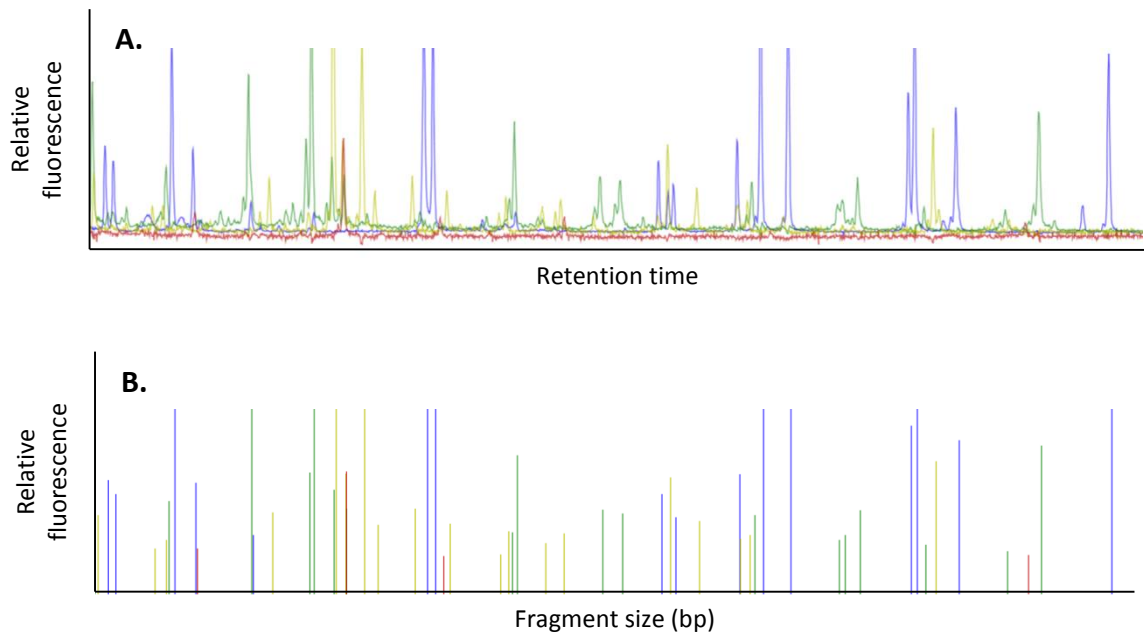 A.
Relative
fluorescence
Retention time
B.
Relative
fluorescence
Fragment size (bp)